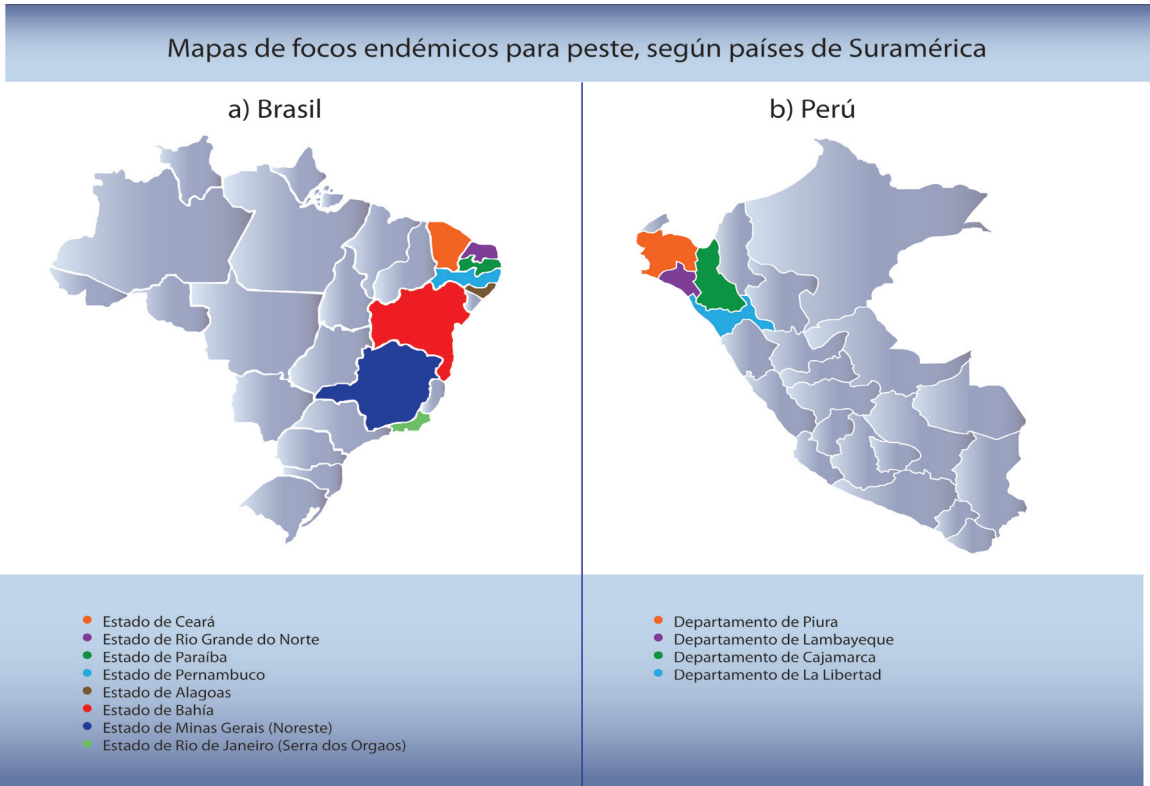 Mapas de focos endémicos para peste, según países de Suramérica
a) Brasil
Estado de Ceará
Estado de Rio Grande do Norte
Estado de Paraíba
Estado de Pernambuco
Estado de Alagoas
Estado de Bahía
Estado de Minas Gerais (Noreste)
Estado de Rio de Janeiro (Serra dos Orgaos)
b) Perú
Departamento de Piura
Departamento de Lambayeque
Departamento de Cajamarca
Departamento de La Libertad